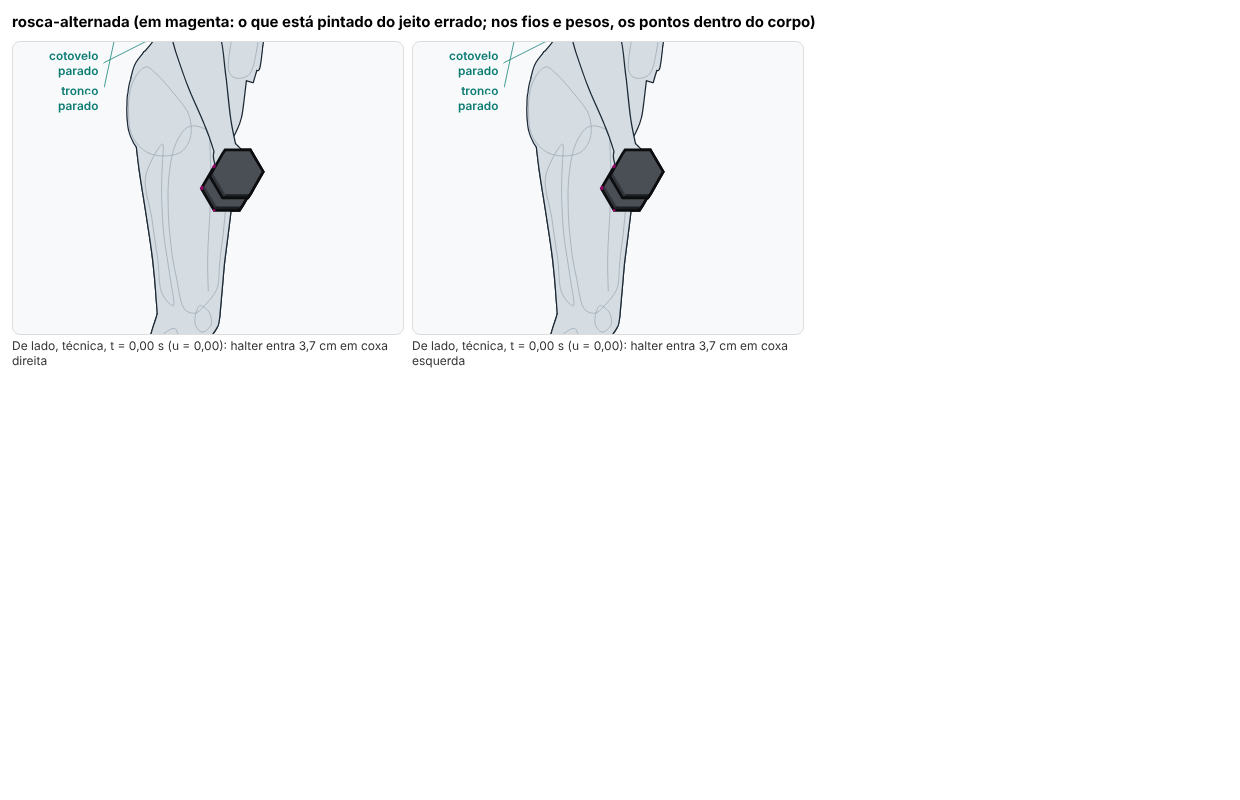 rosca-alternada (em magenta: o que está pintado do jeito errado; nos fios e pesos, os pontos dentro do corpo)
cotovelo
parado
tronco
parado
De lado, técnica, t = 0,00 s (u = 0,00): halter entra 3,7 cm em coxa
direita
cotovelo
parado
tronco
parado
De lado, técnica, t = 0,00 s (u = 0,00): halter entra 3,7 cm em coxa
esquerda